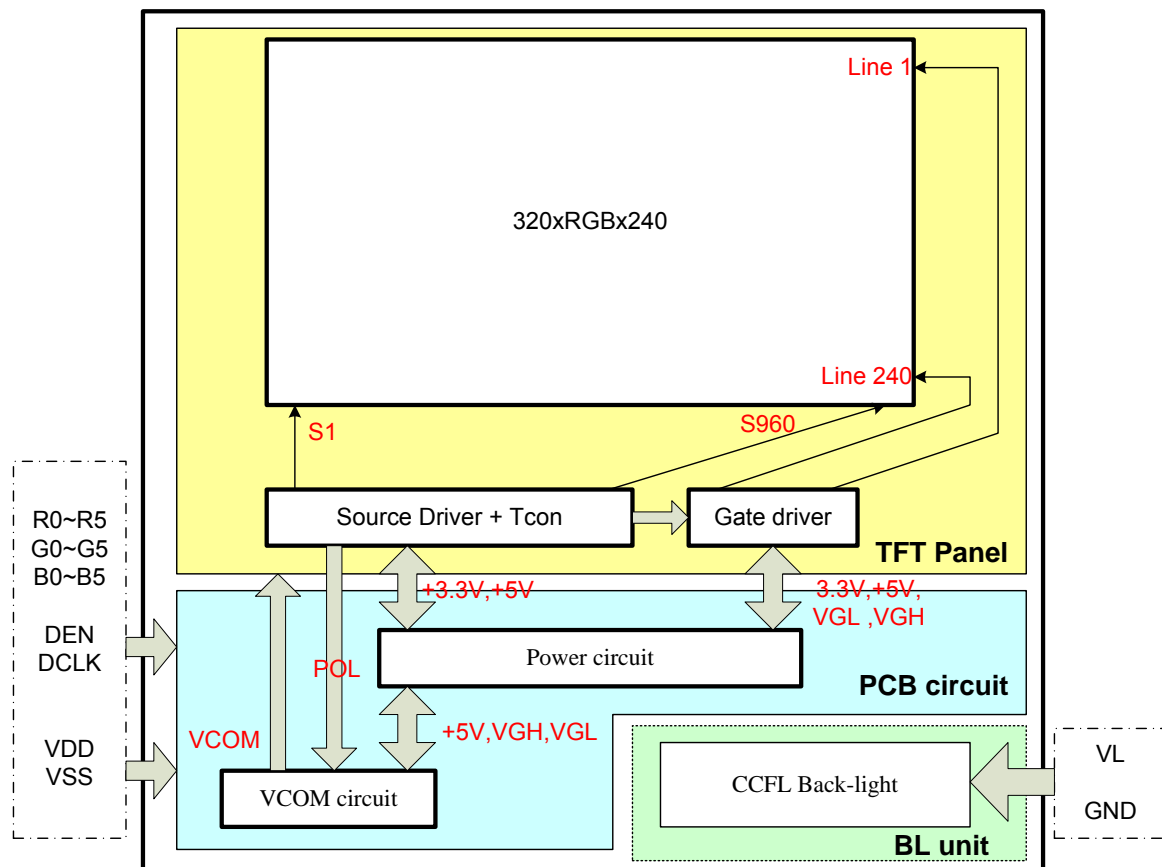 Line 1
320xRGBx240
Line 240
S1
S960
Source Driver + Tcon
Gate driver
TFT Panel
R0~R5
G0~G5
B0~B5
DEN
DCLK
VDD
VSS
+3.3V,+5V
3.3V,+5V,
VGL ,VGH
Power circuit
POL
PCB circuit
VCOM
+5V,VGH,VGL
VCOM circuit
CCFL Back-light
BL unit
VL
GND